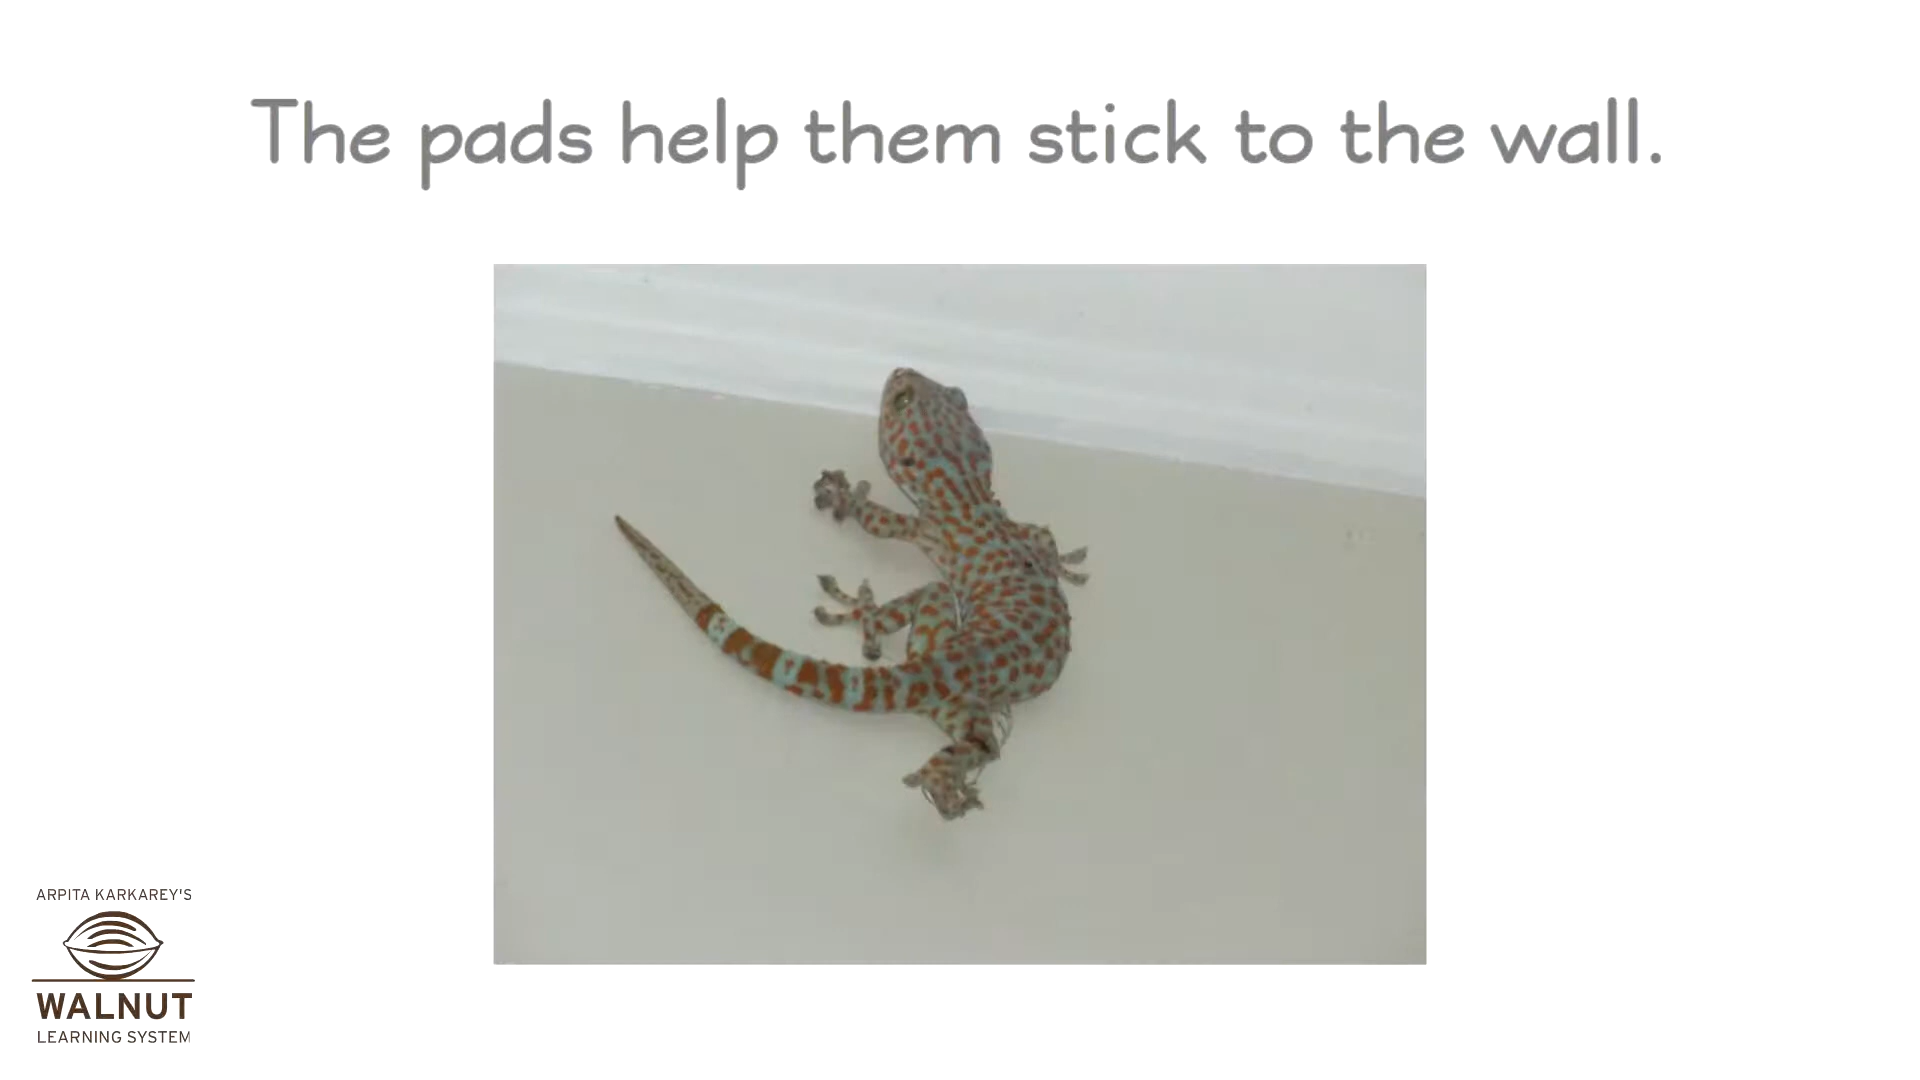 The pads help them stick to the wall.
ARPITA KARKAREY'S
WALNUT
LEARNING SYSTEM